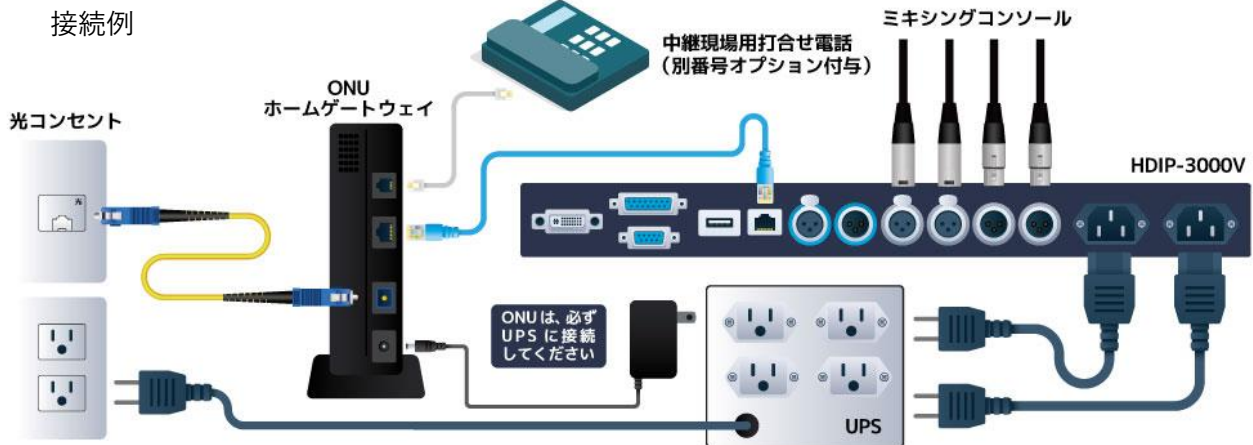 接続例
ミキシングコンソール
中継現場用打合せ電話
（別番号オプション付与）
ONU
ホームゲートウェイ
光コンセント
光
HDIP-3000V
ONUは、必ず
UPSに接続
してください
UPS